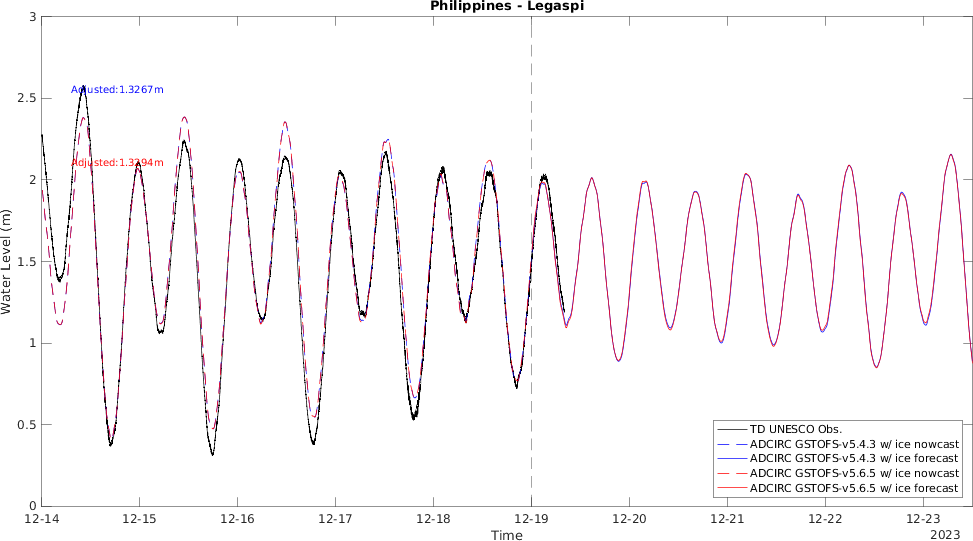 Philippines - Legaspi
3
2.5
2
1.5
1
0.5
0
Water Level (m)
Adjusted:1.3267m
Adjusted:1.3294m
TD UNESCO Obs.
ADCIRC GSTOFS-v5.4.3 w/ ice nowcast
ADCIRC GSTOFS-v5.4.3 w/ ice forecast
ADCIRC GSTOFS-v5.6.5 w/ ice nowcast
ADCIRC GSTOFS-v5.6.5 w/ ice forecast
12-14 12-15 12-16 12-17 12-18 12-19 12-20 12-21 12-22 12-23
Time
2023